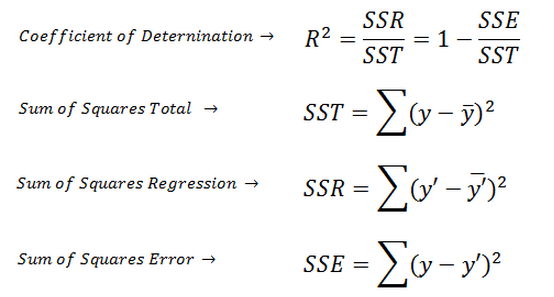 Coefficient of Deternination → R² = SSR/SST = 1 − SSE/SST
Sum of Squares Total → SST = ∑(y − ȳ)²
Sum of Squares Regression → SSR = ∑(y′ − y̅′)²
Sum of Squares Error → SSE = ∑(y − y′)²